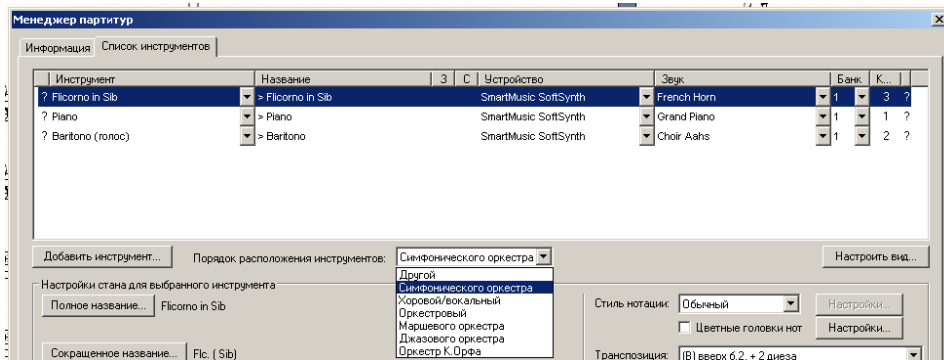 Менеджер партитур
Информация Список инструментов
Инструмент Название З С Устройство Звук Банк К...
? Flicorno in Sib > Flicorno in Sib SmartMusic SoftSynth French Horn 1 3 ?
? Piano > Piano SmartMusic SoftSynth Grand Piano 1 1 ?
? Baritono (голос) > Baritono SmartMusic SoftSynth Choir Aahs 1 2 ?
Добавить инструмент... Порядок расположения инструментов: Симфонического оркестра Настроить вид...
Другой
Настройки стана для выбранного инструмента Симфонического оркестра
Полное название... Flicorno in Sib Хоровой/вокальный Стиль нотации: Обычный Настройки...
Оркестровый
Маршевого оркестра Цветные головки нот Настройки...
Джазового оркестра
Сокращенное название... Flc. ( Sib) Оркестр К.Орфа Транспозиция: (B) вверх б.2, + 2 диеза